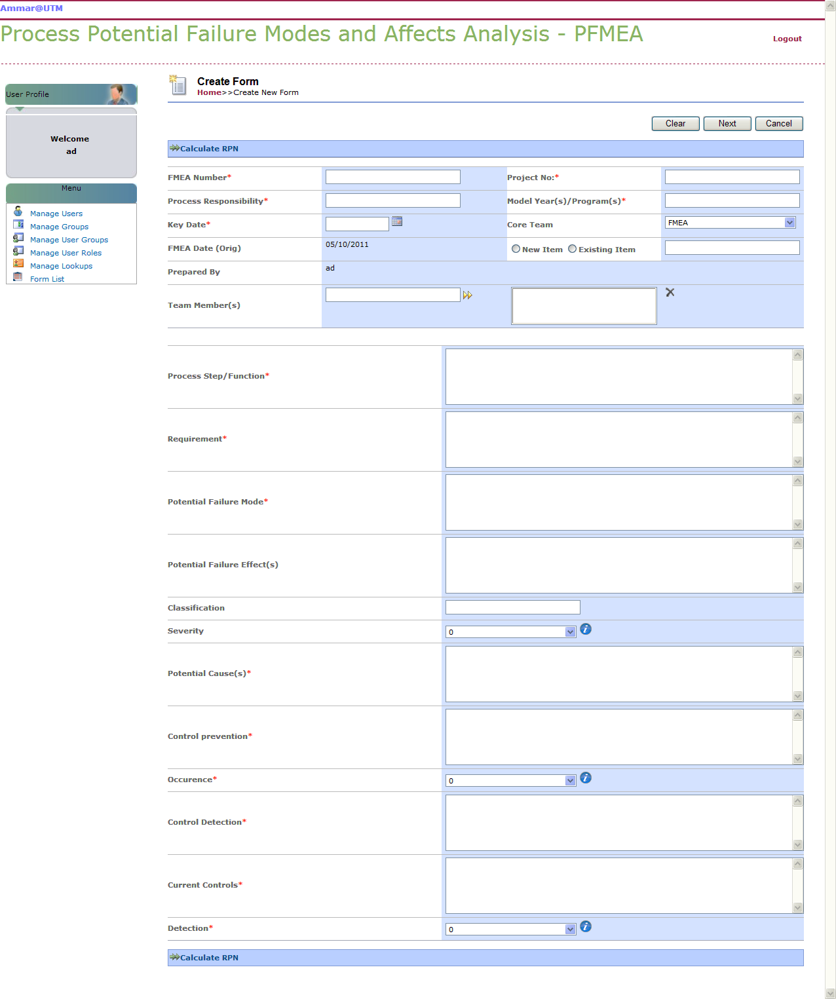 Ammar@UTM
Process Potential Failure Modes and Affects Analysis - PFMEA
Logout
User Profile
Welcome
ad
Menu
Manage Users
Manage Groups
Manage User Groups
Manage User Roles
Manage Lookups
Form List
Create Form
Home>>Create New Form
Clear Next Cancel
Calculate RPN
FMEA Number* Project No:*
Process Responsibility* Model Year(s)/Program(s)*
Key Date* Core Team FMEA
FMEA Date (Orig) 05/10/2011 New Item Existing Item
Prepared By ad
Team Member(s)
Process Step/Function*
Requirement*
Potential Failure Mode*
Potential Failure Effect(s)
Classification
Severity 0
Potential Cause(s)*
Control prevention*
Occurence* 0
Control Detection*
Current Controls*
Detection* 0
Calculate RPN